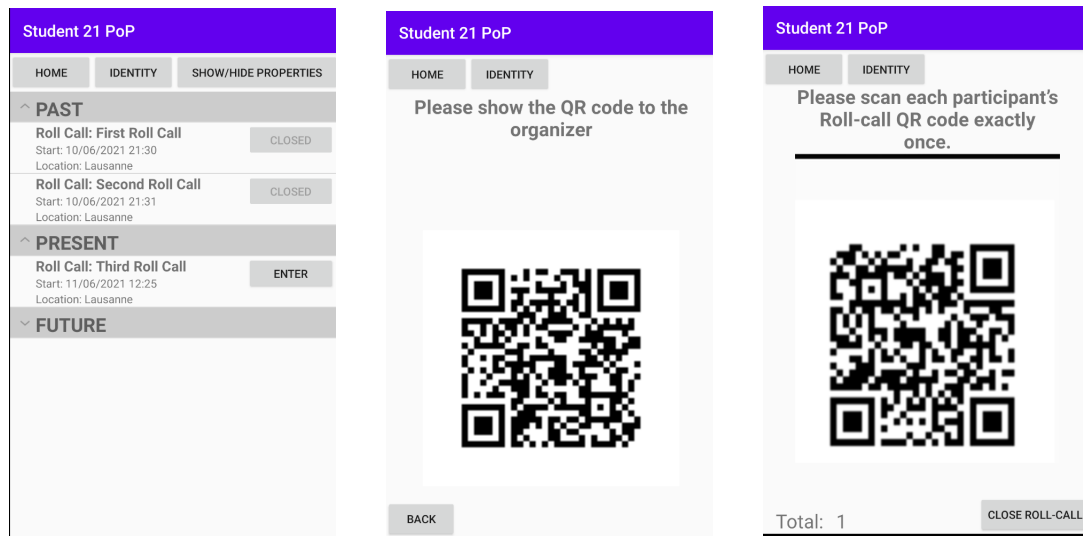 Student 21 PoP
HOME IDENTITY SHOW/HIDE PROPERTIES
PAST
Roll Call: First Roll Call
CLOSED
Start: 10/06/2021 21:30
Location: Lausanne
Roll Call: Second Roll Call
CLOSED
Start: 10/06/2021 21:31
Location: Lausanne
PRESENT
Roll Call: Third Roll Call
ENTER
Start: 11/06/2021 12:25
Location: Lausanne
FUTURE
Student 21 PoP
HOME IDENTITY
Please show the QR code to the
organizer
BACK
Student 21 PoP
HOME IDENTITY
Please scan each participant's
Roll-call QR code exactly
once.
Total: 1
CLOSE ROLL-CALL